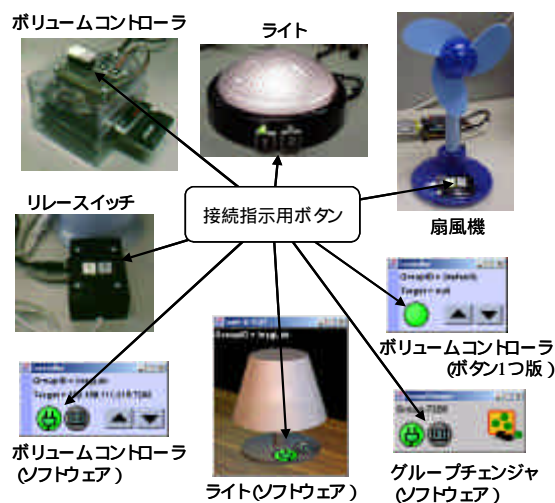 ボリュームコントローラ
ライト
リレースイッチ
接続指示用ボタン
扇風機
ボリュームコントローラ
(ボタン1つ版)
ボリュームコントローラ
(ソフトウェア)
ライト(ソフトウェア)
グループチェンジャ
(ソフトウェア)